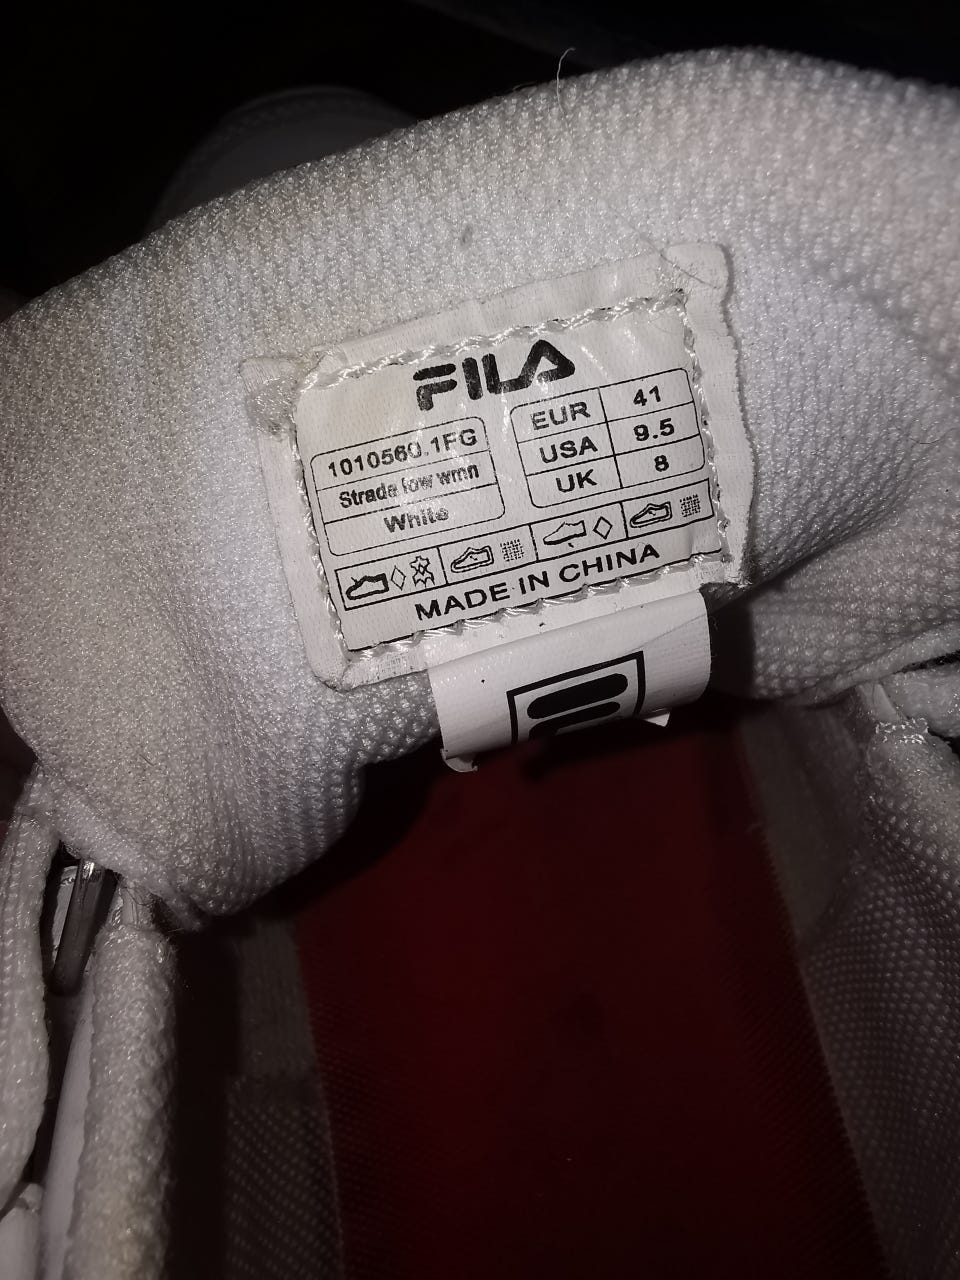 FILA
1010560.1FG
Strada low wmn
White
EUR 41
USA 9.5
UK 8
MADE IN CHINA